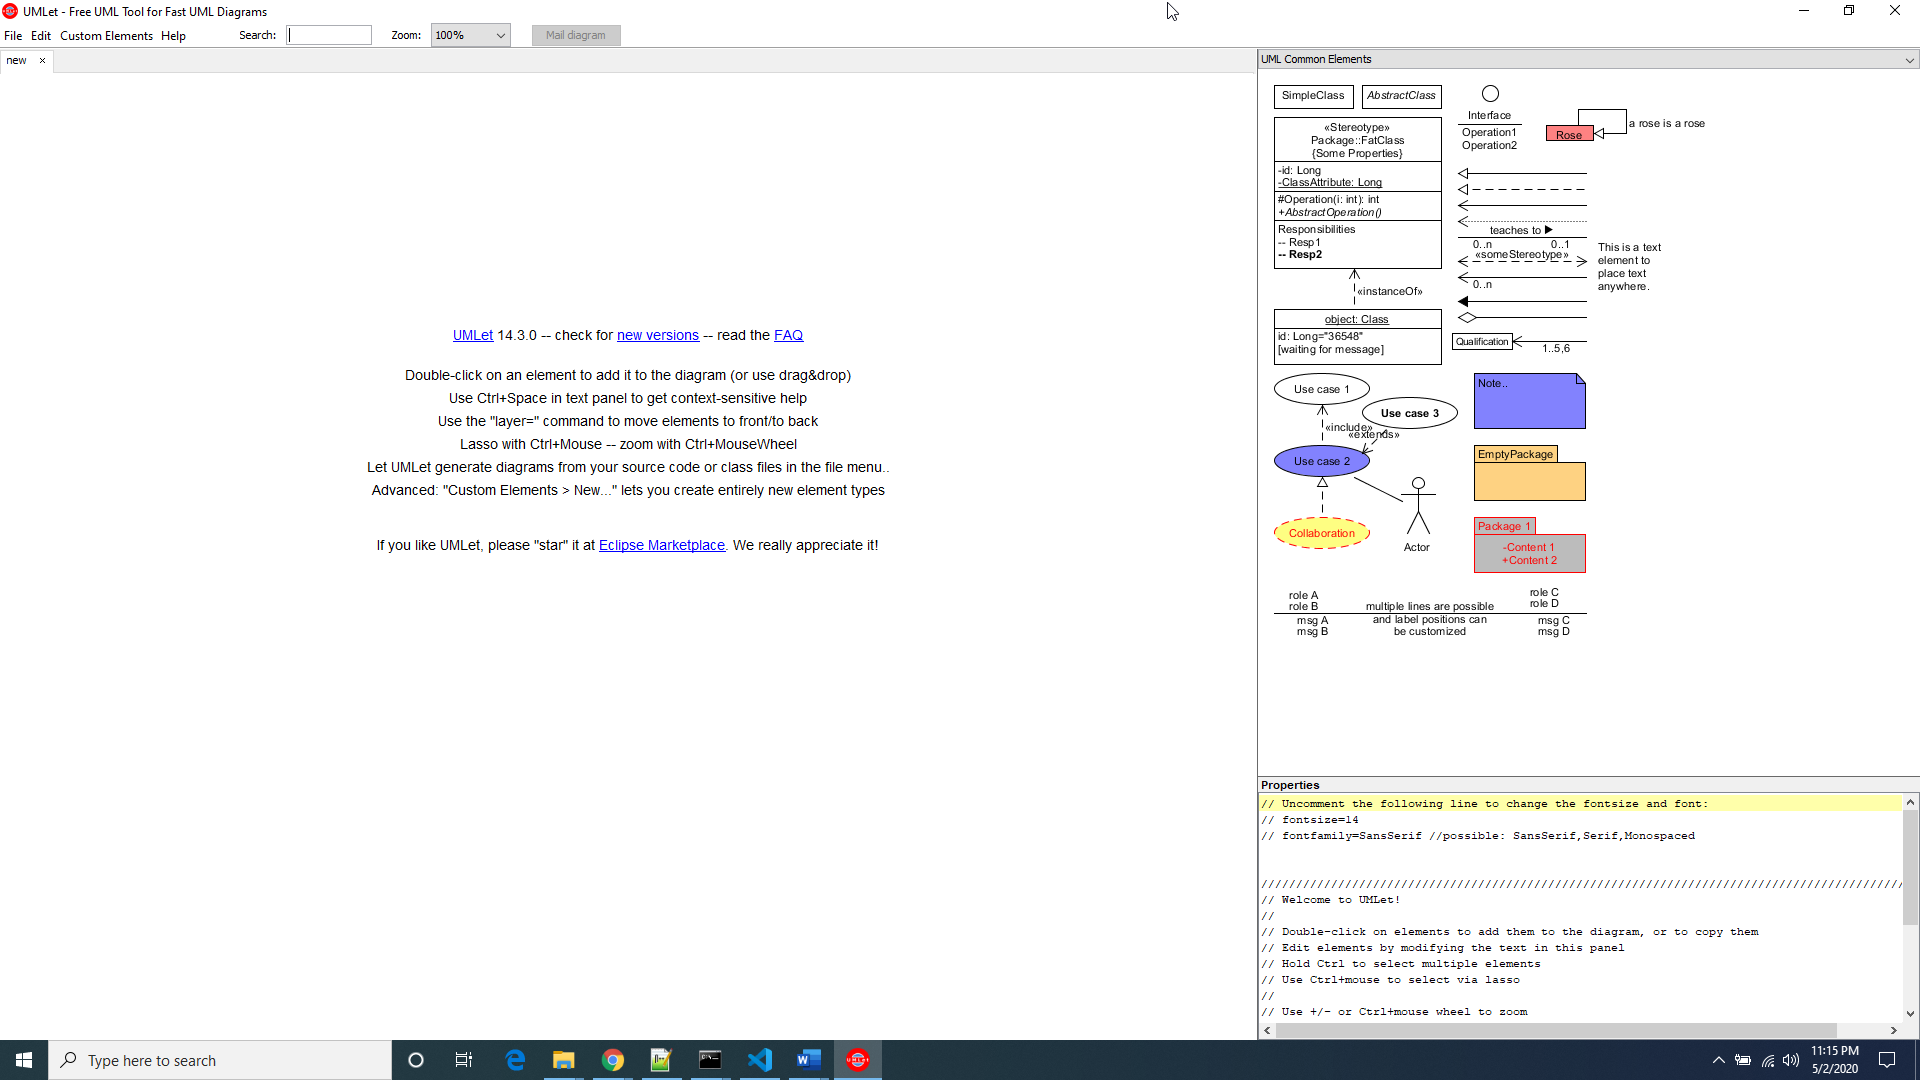 UMLet - Free UML Tool for Fast UML Diagrams
File Edit Custom Elements Help Search: Zoom: 100% Mail diagram
new
UML Common Elements
UMLet 14.3.0 -- check for new versions -- read the FAQ
Double-click on an element to add it to the diagram (or use drag&drop)
Use Ctrl+Space in text panel to get context-sensitive help
Use the "layer=" command to move elements to front/to back
Lasso with Ctrl+Mouse -- zoom with Ctrl+MouseWheel
Let UMLet generate diagrams from your source code or class files in the file menu..
Advanced: "Custom Elements > New..." lets you create entirely new element types
If you like UMLet, please "star" it at Eclipse Marketplace. We really appreciate it!
SimpleClass
AbstractClass
«Stereotype»
Package::FatClass
{Some Properties}
-id: Long
-ClassAttribute: Long
#Operation(i: int): int
+AbstractOperation()
Responsibilities
-- Resp1
-- Resp2
«instanceOf»
object: Class
id: Long="36548"
[waiting for message]
Interface
Operation1
Operation2
Rose
a rose is a rose
teaches to
0..n 0..1
«someStereotype»
0..n
This is a text
element to
place text
anywhere.
Qualification
1..5,6
Use case 1
Use case 3
«include»
«extends»
Use case 2
Collaboration
Actor
Note..
EmptyPackage
Package 1
-Content 1
+Content 2
role A
role B
msg A
msg B
multiple lines are possible
and label positions can
be customized
role C
role D
msg C
msg D
Properties
// Uncomment the following line to change the fontsize and font:
// fontsize=14
// fontfamily=SansSerif //possible: SansSerif,Serif,Monospaced
////////////////////////////////////////////////////////////////////////////////////////////
// Welcome to UMLet!
//
// Double-click on elements to add them to the diagram, or to copy them
// Edit elements by modifying the text in this panel
// Hold Ctrl to select multiple elements
// Use Ctrl+mouse to select via lasso
//
// Use +/- or Ctrl+mouse wheel to zoom
Type here to search
11:15 PM
5/2/2020